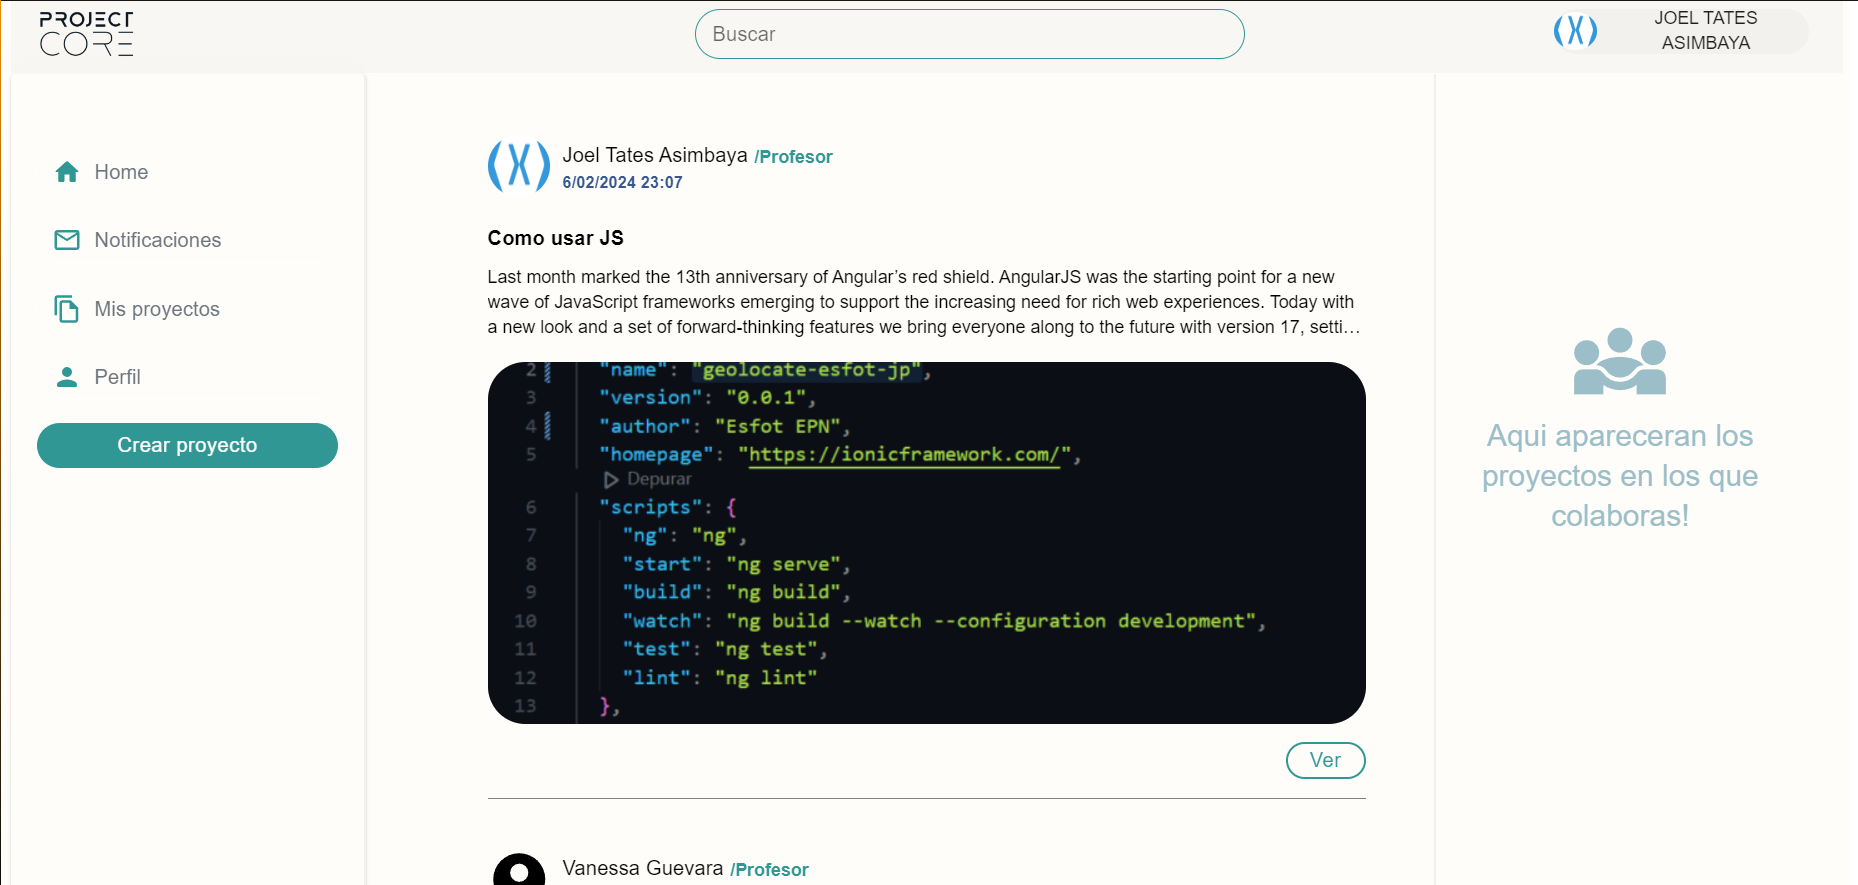 PROJECT
CORE
Buscar
JOEL TATES
ASIMBAYA
Home
Notificaciones
Mis proyectos
Perfil
Crear proyecto
Joel Tates Asimbaya /Profesor
6/02/2024 23:07
Como usar JS
Last month marked the 13th anniversary of Angular’s red shield. AngularJS was the starting point for a new
wave of JavaScript frameworks emerging to support the increasing need for rich web experiences. Today with
a new look and a set of forward-thinking features we bring everyone along to the future with version 17, setti…
2 "name": "geolocate-esfot-jp",
3 "version": "0.0.1",
4 "author": "Esfot EPN",
5 "homepage": "https://ionicframework.com/",
Depurar
6 "scripts": {
7 "ng": "ng",
8 "start": "ng serve",
9 "build": "ng build",
10 "watch": "ng build --watch --configuration development",
11 "test": "ng test",
12 "lint": "ng lint"
13 },
Ver
Vanessa Guevara /Profesor
Aqui apareceran los
proyectos en los que
colaboras!